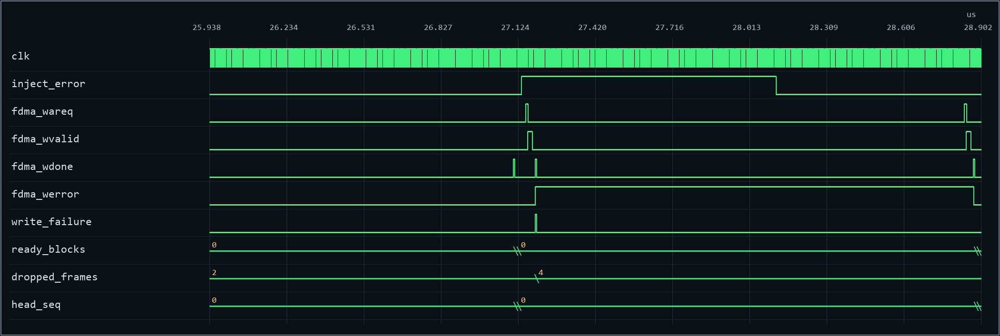 us
25.938 26.234 26.531 26.827 27.124 27.420 27.716 28.013 28.309 28.606 28.902
clk
inject_error
fdma_wareq
fdma_wvalid
fdma_wdone
fdma_werror
write_failure
ready_blocks 0 0
dropped_frames 2 4
head_seq 0 0